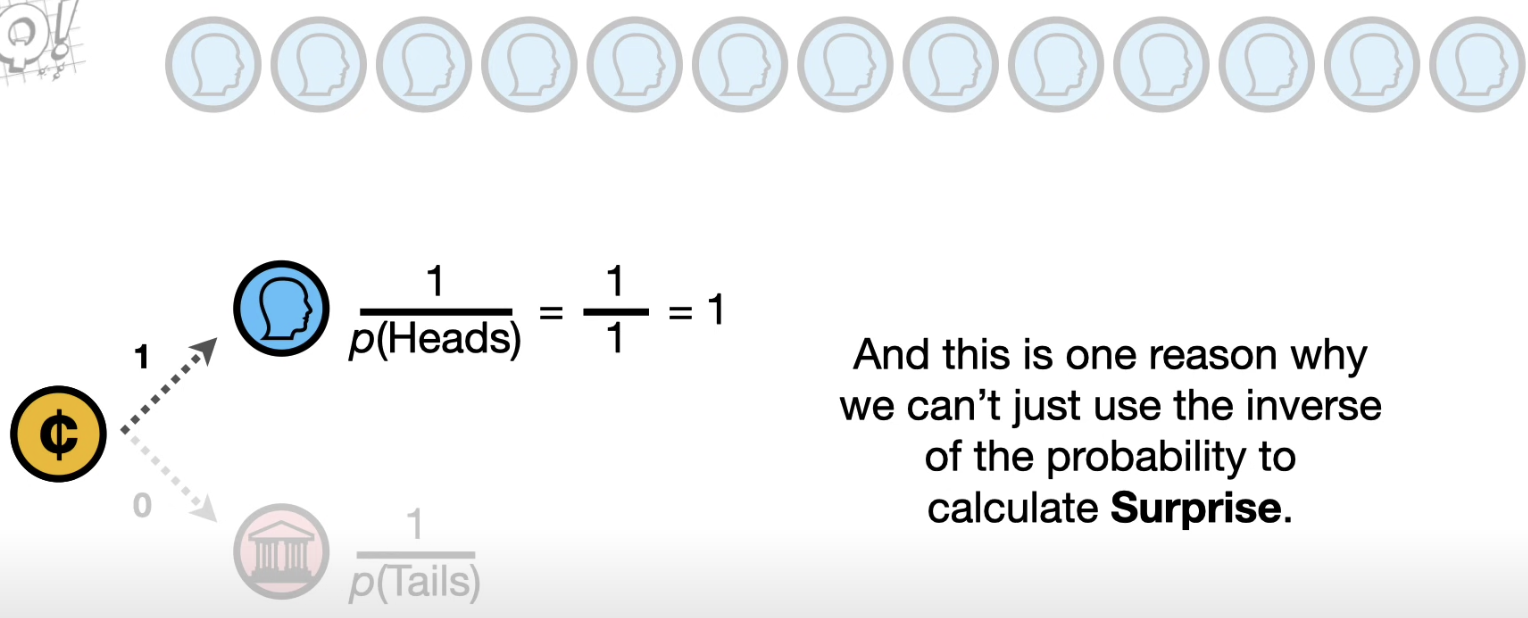 Q!
1
1
1
p(Heads)
=
1
1
= 1
And this is one reason why
we can’t just use the inverse
of the probability to
calculate Surprise.
¢
0
1
p(Tails)